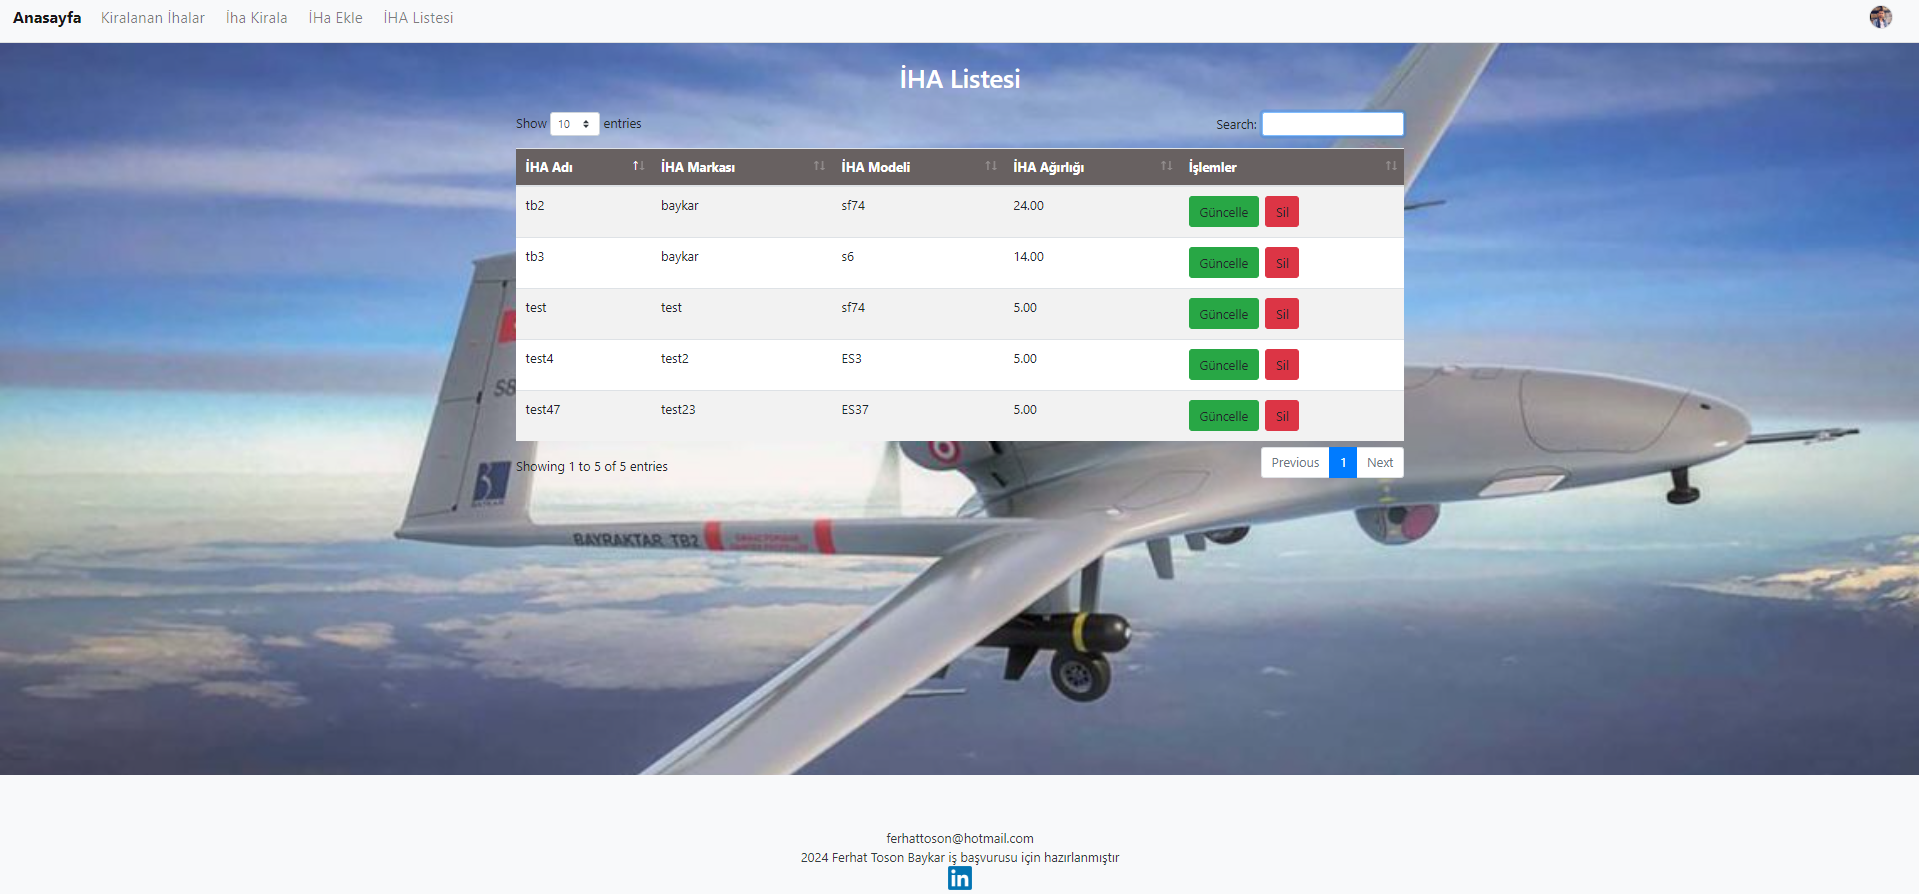 Anasayfa Kiralanan İhalar İha Kirala İHa Ekle İHA Listesi
İHA Listesi
Show 10 entries Search:
İHA Adı İHA Markası İHA Modeli İHA Ağırlığı İşlemler
tb2 baykar sf74 24.00 Güncelle Sil
tb3 baykar s6 14.00 Güncelle Sil
test test sf74 5.00 Güncelle Sil
test4 test2 ES3 5.00 Güncelle Sil
test47 test23 ES37 5.00 Güncelle Sil
Showing 1 to 5 of 5 entries Previous 1 Next
S8
BAYKAR
BAYRAKTAR TB2
ferhattoson@hotmail.com
2024 Ferhat Toson Baykar iş başvurusu için hazırlanmıştır
in